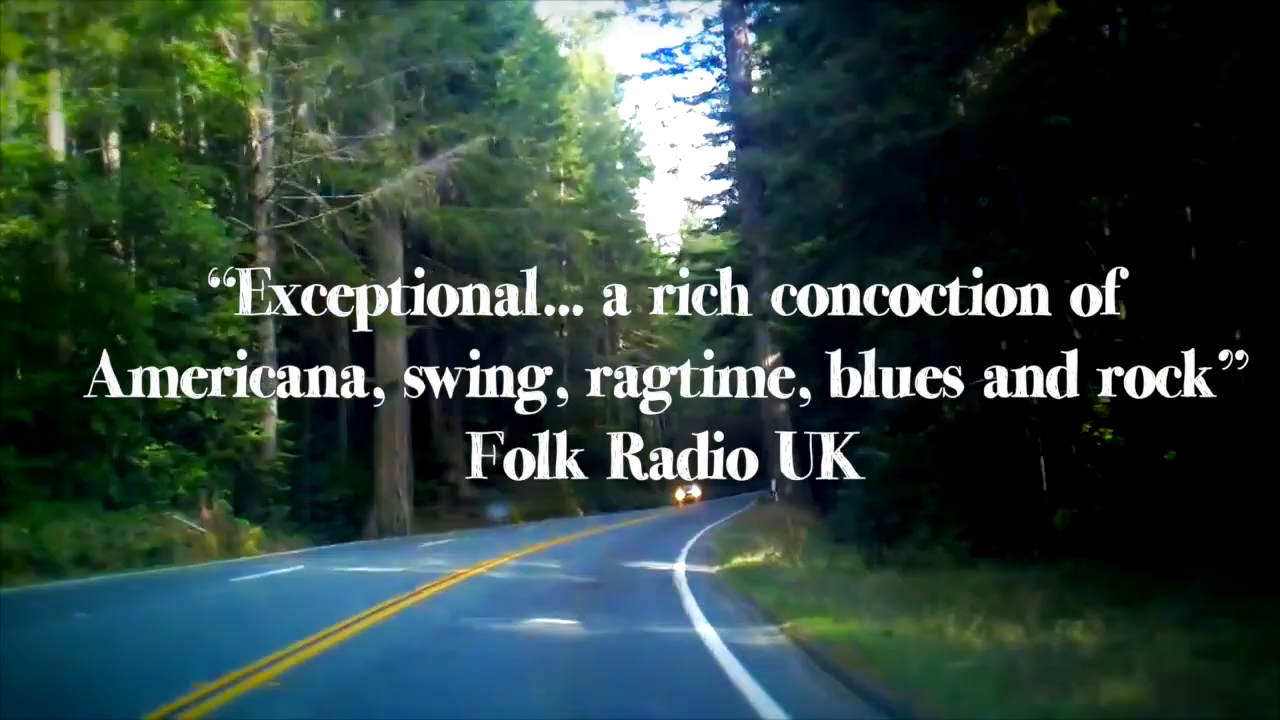 “Exceptional... a rich concoction of
Americana, swing, ragtime, blues and rock”
Folk Radio UK